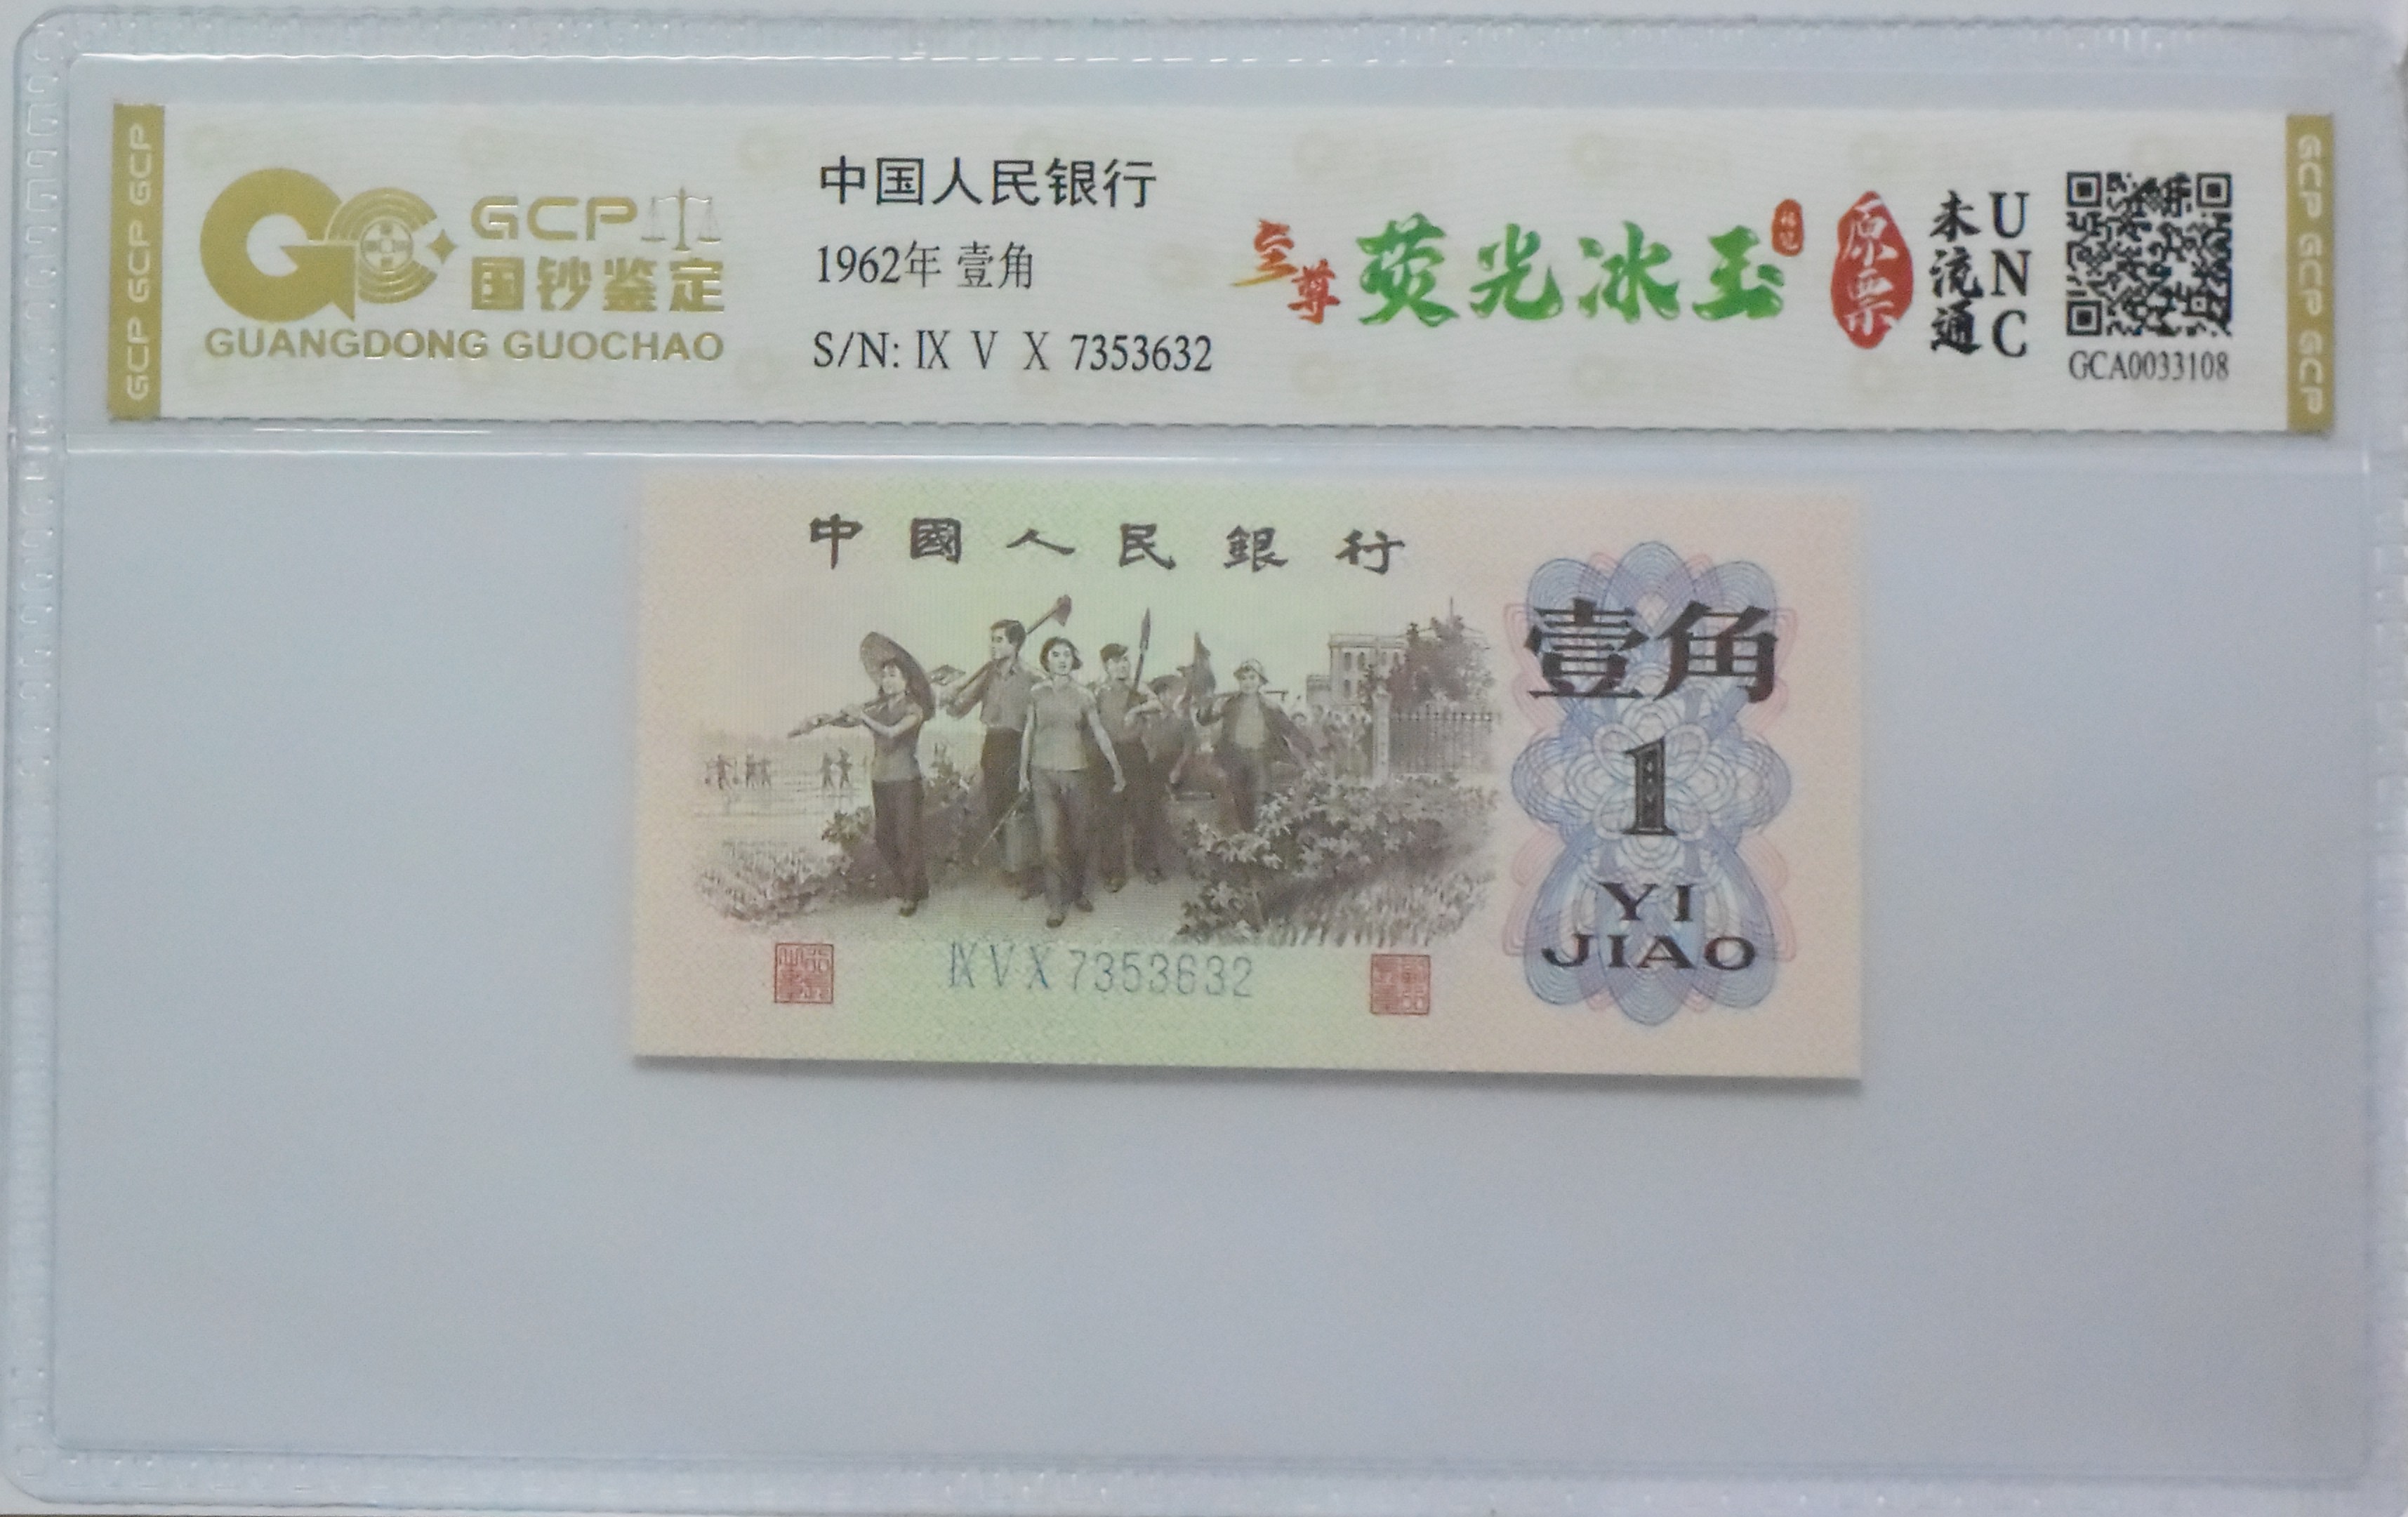 GCP GCP GCP
GCP
国钞鉴定
GUANGDONG GUOCHAO
中国人民银行
1962年 壹角
S/N: Ⅸ Ⅴ Ⅹ 7353632
至尊
荧光冰玉
原票
未流通
UNC
GCA0033108
GCP GCP GCP
中國人民銀行
壹角
1
YI
JIAO
ⅨⅤⅩ7353632